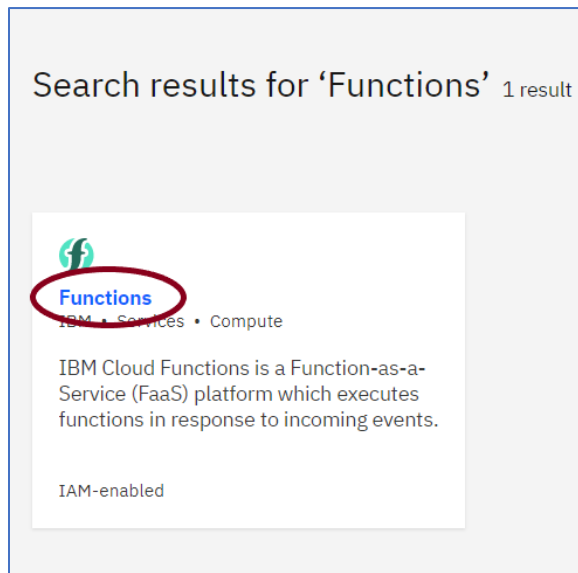 Search results for ‘Functions’ 1 result
Functions
IBM • Services • Compute
IBM Cloud Functions is a Function-as-a-
Service (FaaS) platform which executes
functions in response to incoming events.
IAM-enabled